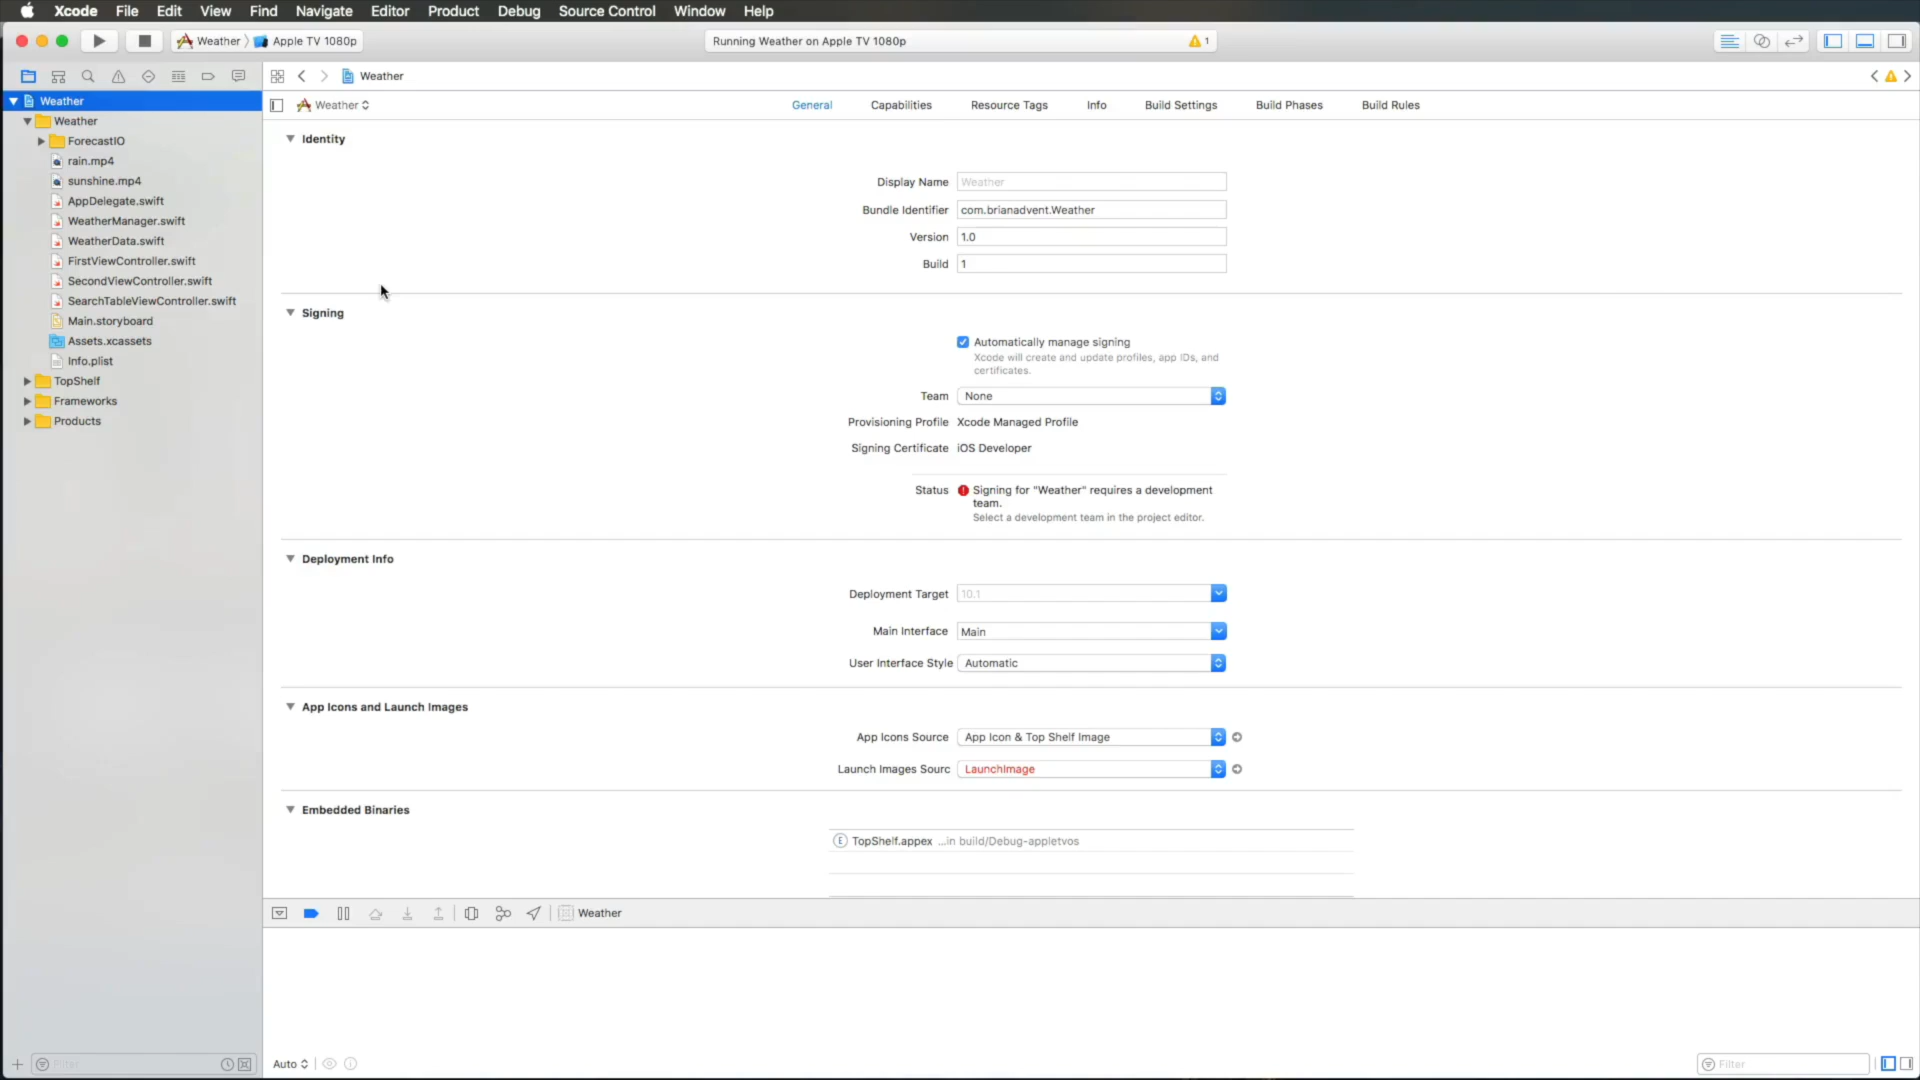 Xcode File Edit View Find Navigate Editor Product Debug Source Control Window Help
Weather Apple TV 1080p
Running Weather on Apple TV 1080p
1
Weather
Weather
General
Capabilities
Resource Tags
Info
Build Settings
Build Phases
Build Rules
Weather
Weather
ForecastIO
rain.mp4
sunshine.mp4
AppDelegate.swift
WeatherManager.swift
WeatherData.swift
FirstViewController.swift
SecondViewController.swift
SearchTableViewController.swift
Main.storyboard
Assets.xcassets
Info.plist
TopShelf
Frameworks
Products
Identity
Display Name Weather
Bundle Identifier com.brianadvent.Weather
Version 1.0
Build 1
Signing
Automatically manage signing
Xcode will create and update profiles, app IDs, and
certificates.
Team None
Provisioning Profile Xcode Managed Profile
Signing Certificate iOS Developer
Status Signing for "Weather" requires a development
team.
Select a development team in the project editor.
Deployment Info
Deployment Target 10.1
Main Interface Main
User Interface Style Automatic
App Icons and Launch Images
App Icons Source App Icon & Top Shelf Image
Launch Images Sourc LaunchImage
Embedded Binaries
E TopShelf.appex ...in build/Debug-appletvos
Weather
Filter
Auto
Filter